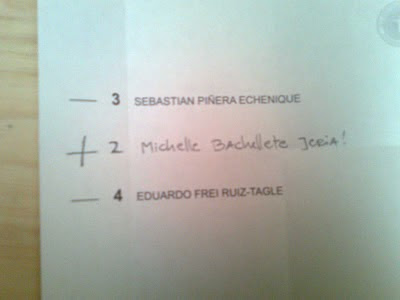 — 3 SEBASTIAN PIÑERA ECHENIQUE
+ 2 Michelle Bachellete Jeria!
— 4 EDUARDO FREI RUIZ-TAGLE